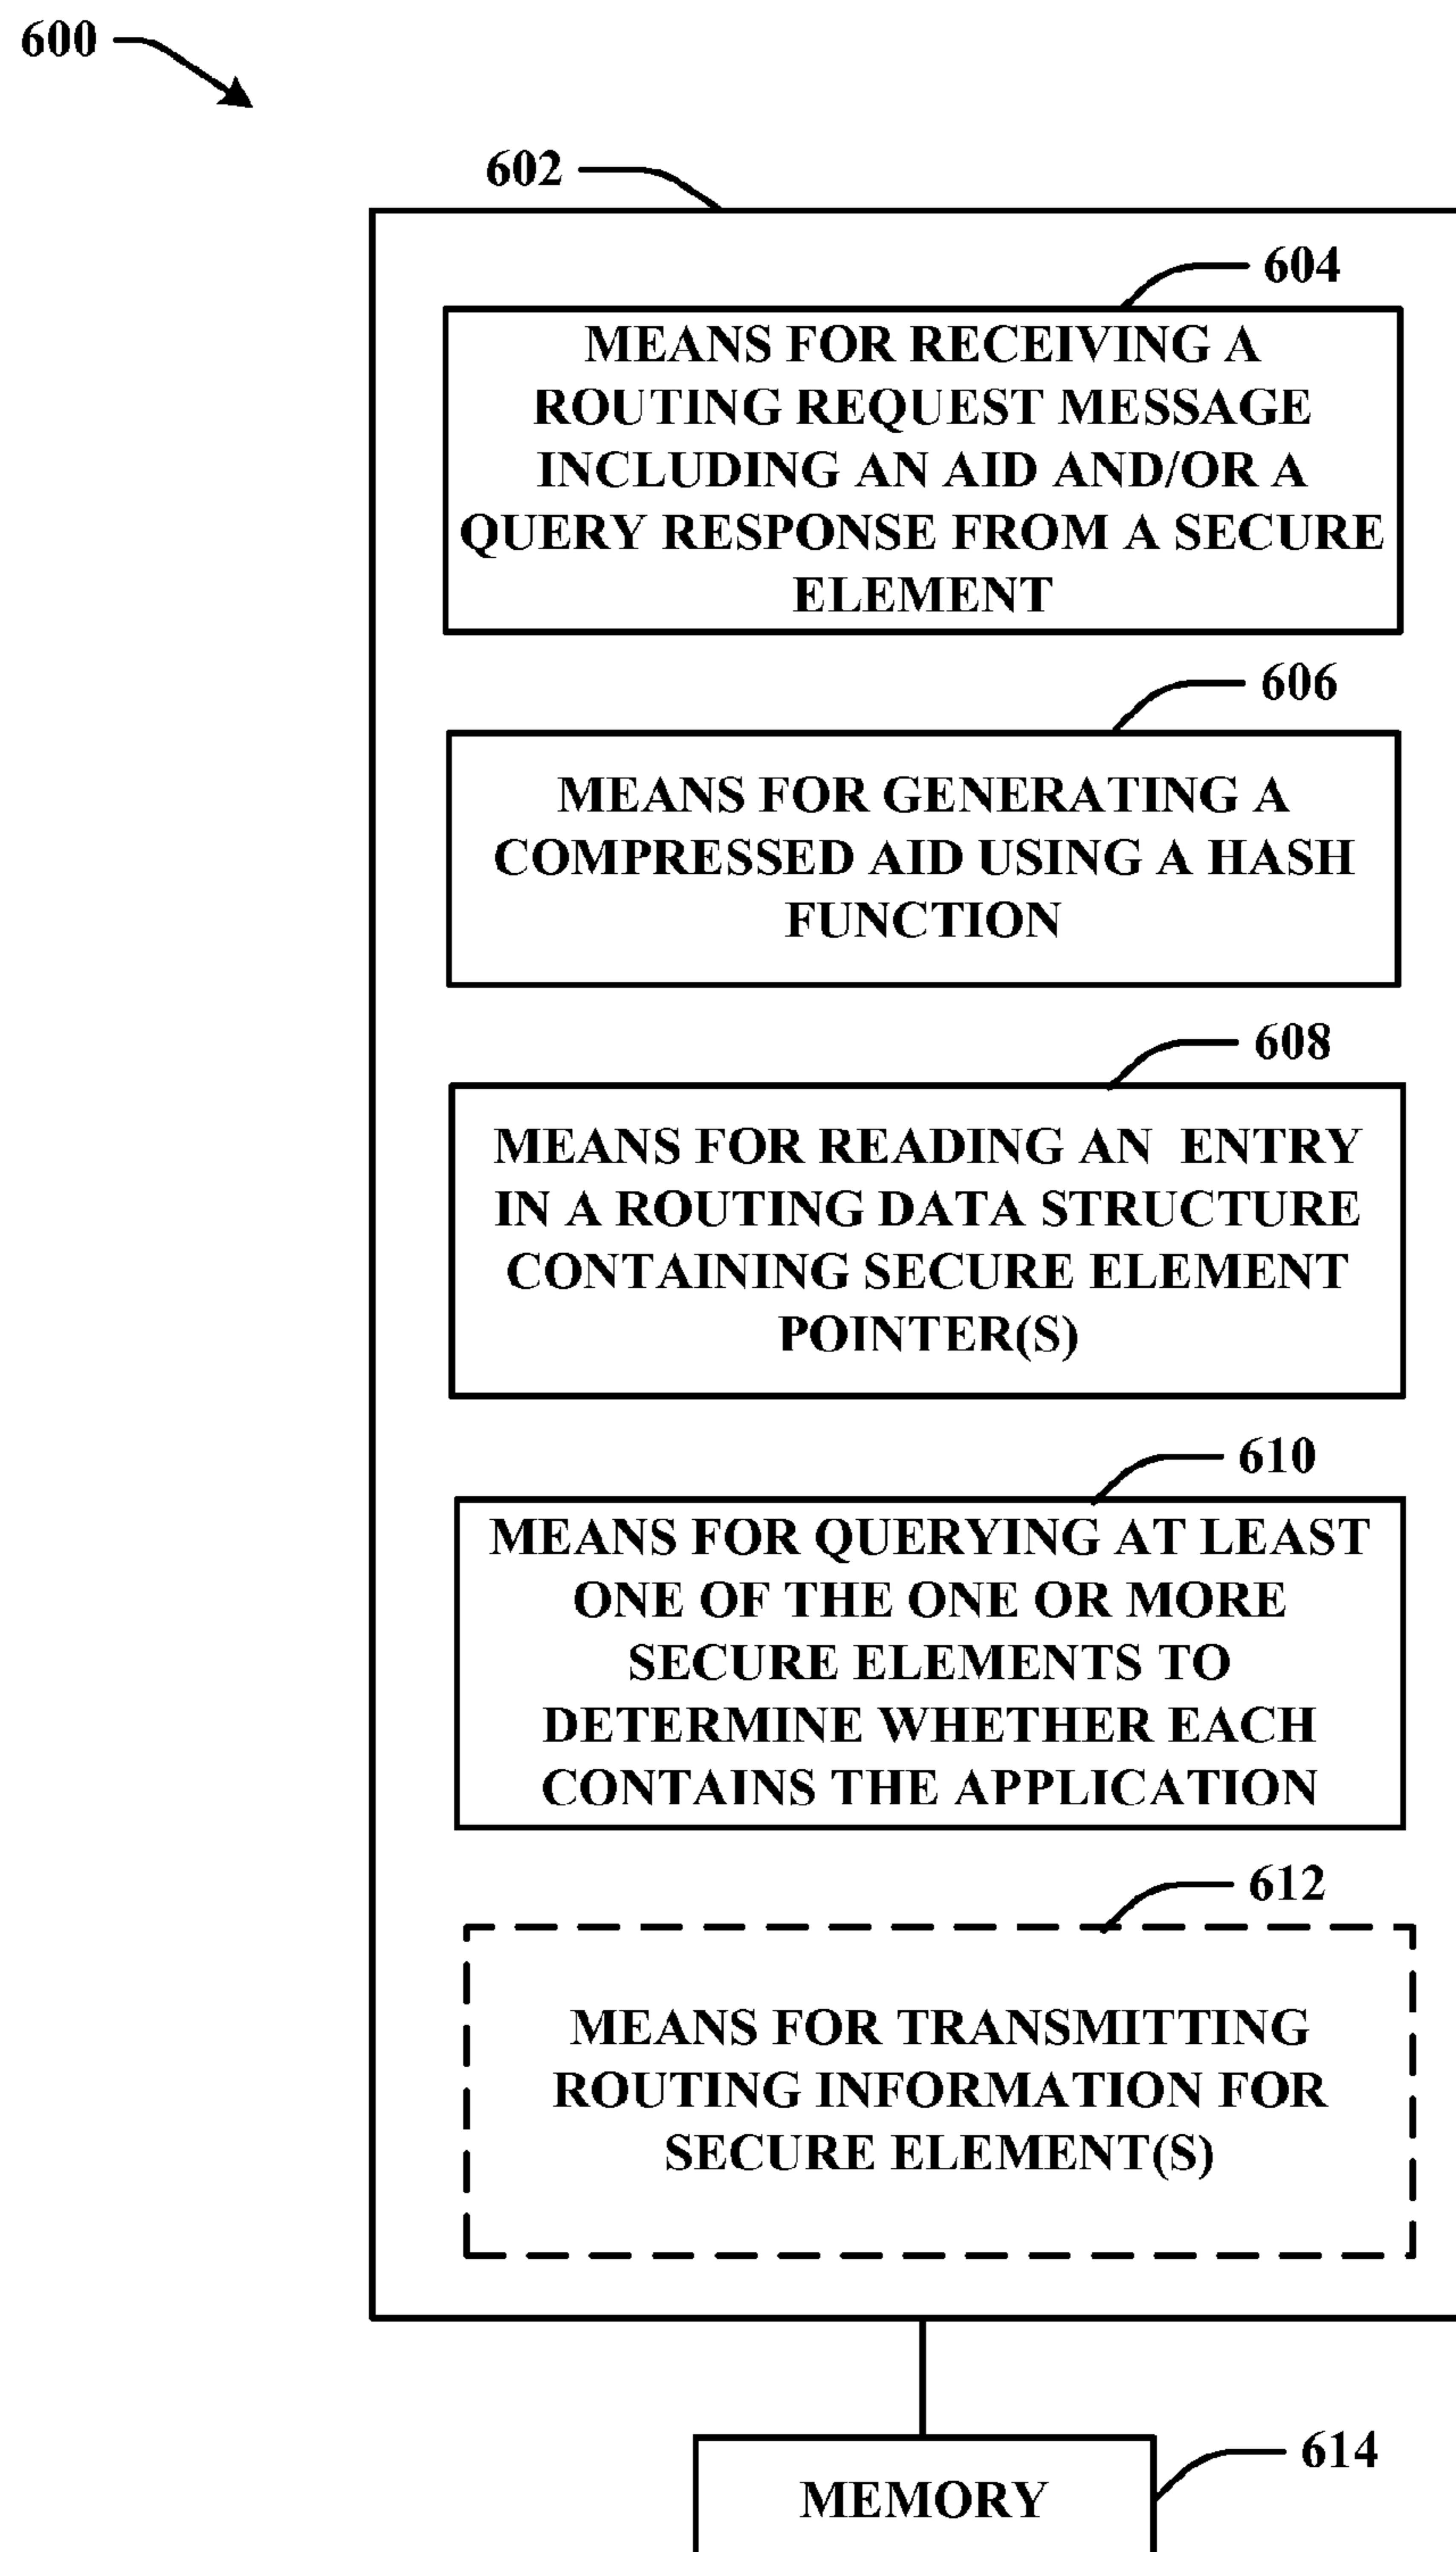 600
602
604
MEANS FOR RECEIVING A
ROUTING REQUEST MESSAGE
INCLUDING AN AID AND/OR A
QUERY RESPONSE FROM A SECURE
ELEMENT
606
MEANS FOR GENERATING A
COMPRESSED AID USING A HASH
FUNCTION
608
MEANS FOR READING AN ENTRY
IN A ROUTING DATA STRUCTURE
CONTAINING SECURE ELEMENT
POINTER(S)
610
MEANS FOR QUERYING AT LEAST
ONE OF THE ONE OR MORE
SECURE ELEMENTS TO
DETERMINE WHETHER EACH
CONTAINS THE APPLICATION
612
MEANS FOR TRANSMITTING
ROUTING INFORMATION FOR
SECURE ELEMENT(S)
614
MEMORY